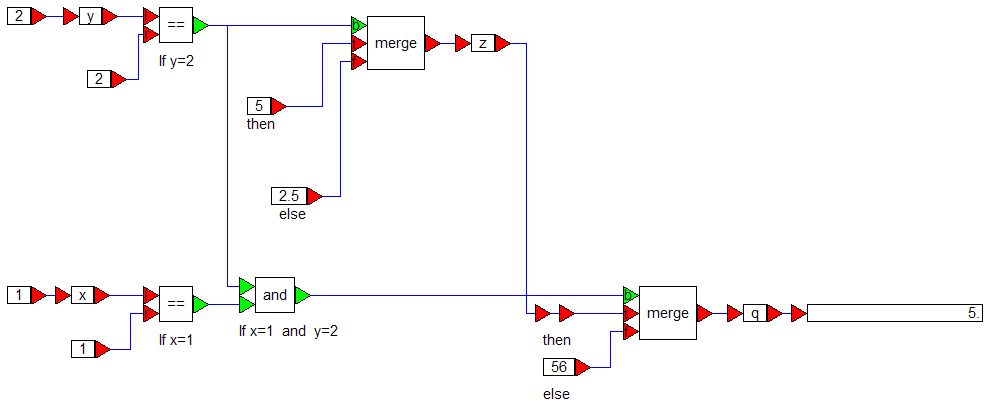 2
y
==
If y=2
2
b
merge
z
5
then
2.5
else
1
x
==
If x=1
1
and
If x=1 and y=2
b
merge
q
5.
then
56
else